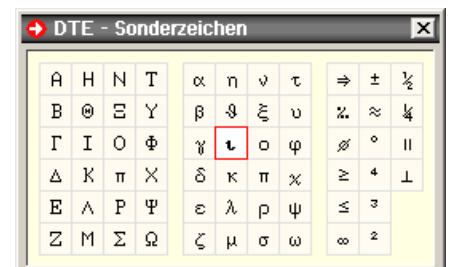 DTE - Sonderzeichen
Α Η Ν Τ α η ν τ ⇒ ± ½
Β Θ Ξ Υ β ϑ ξ υ ⁒ ≈ ¼
Γ Ι Ο Φ γ ι ο φ ⌀ ° ॥
Δ Κ π Χ δ κ π χ ≥ ⁴ ⊥
Ε Λ Ρ Ψ ε λ ρ ψ ≤ ³
Ζ Μ Σ Ω ζ μ σ ω ∞ ²